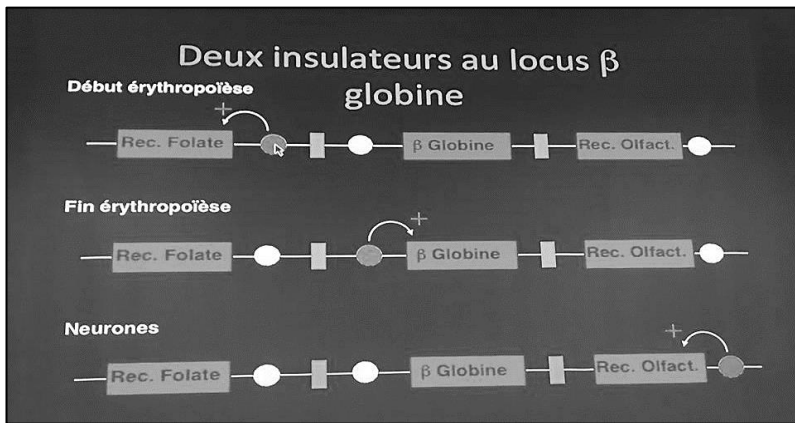 Deux insulateurs au locus β
globine
Début érythropoïèse
+
Rec. Folate
β Globine
Rec. Olfact.
Fin érythropoïèse
+
Rec. Folate
β Globine
Rec. Olfact.
Neurones
+
Rec. Folate
β Globine
Rec. Olfact.